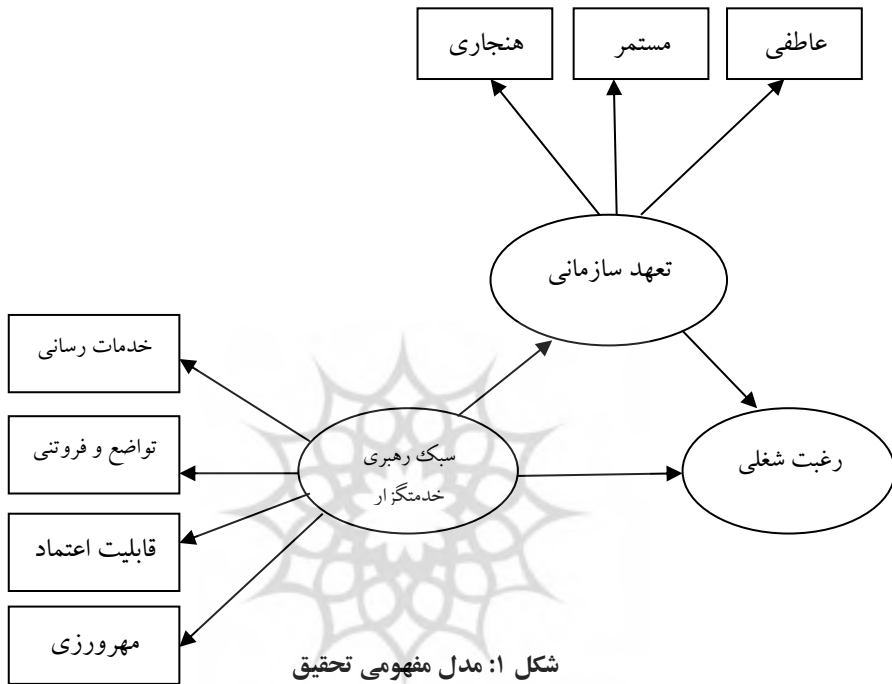 عاطفی
مستمر
هنجاری
تعهد سازمانی
خدمات رسانی
تواضع و فروتنی
قابلیت اعتماد
مهرورزی
سبک رهبری
خدمتگزار
رغبت شغلی
شکل ۱: مدل مفهومی تحقیق